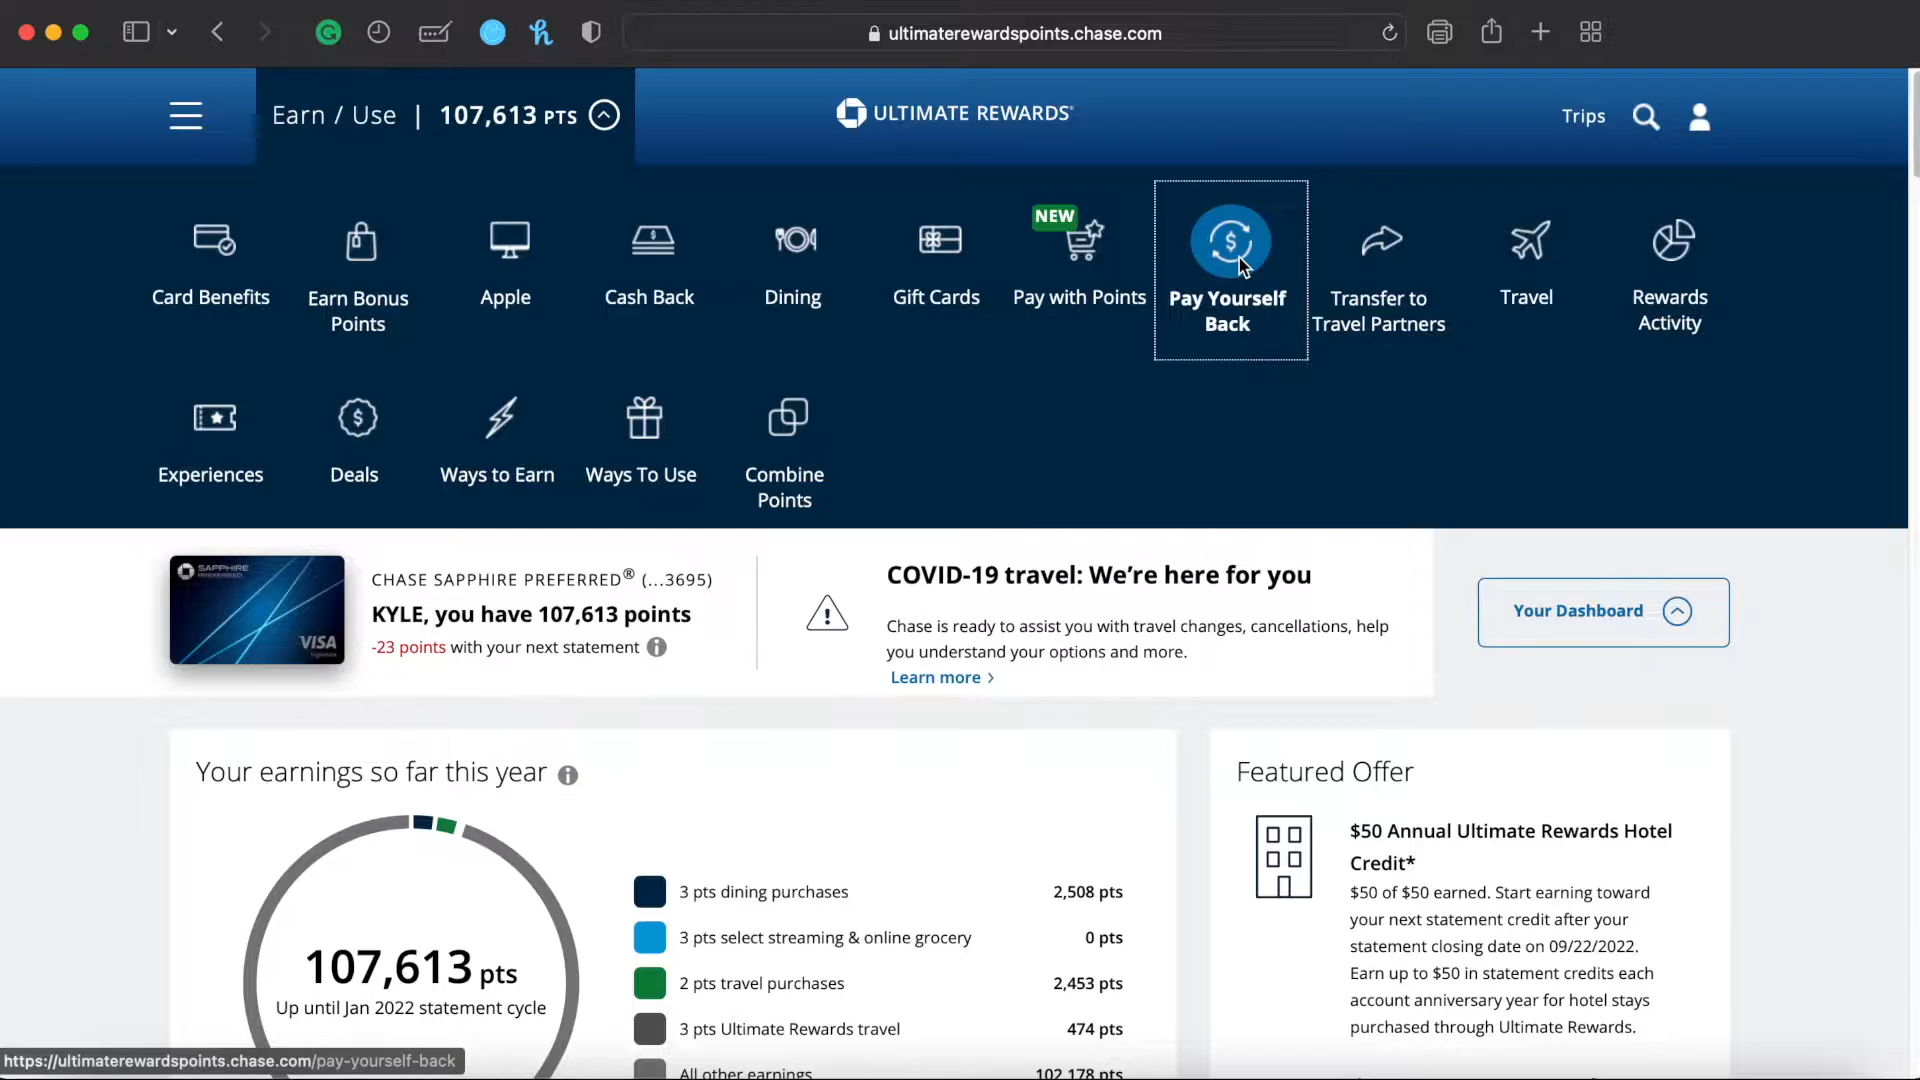 ultimaterewardspoints.chase.com
Earn / Use | 107,613 PTS
ULTIMATE REWARDS®
Trips
NEW
Card Benefits
Earn Bonus
Points
Apple
Cash Back
Dining
Gift Cards
Pay with Points
Pay Yourself
Back
Transfer to
Travel Partners
Travel
Rewards
Activity
Experiences
Deals
Ways to Earn
Ways To Use
Combine
Points
SAPPHIRE
PREFERRED
VISA
Signature
CHASE SAPPHIRE PREFERRED® (...3695)
KYLE, you have 107,613 points
-23 points with your next statement
COVID-19 travel: We're here for you
Chase is ready to assist you with travel changes, cancellations, help
you understand your options and more.
Learn more >
Your Dashboard
Your earnings so far this year
107,613 pts
Up until Jan 2022 statement cycle
3 pts dining purchases 2,508 pts
3 pts select streaming & online grocery 0 pts
2 pts travel purchases 2,453 pts
3 pts Ultimate Rewards travel 474 pts
All other earnings 102,178 pts
Featured Offer
$50 Annual Ultimate Rewards Hotel
Credit*
$50 of $50 earned. Start earning toward
your next statement credit after your
statement closing date on 09/22/2022.
Earn up to $50 in statement credits each
account anniversary year for hotel stays
purchased through Ultimate Rewards.
https://ultimaterewardspoints.chase.com/pay-yourself-back